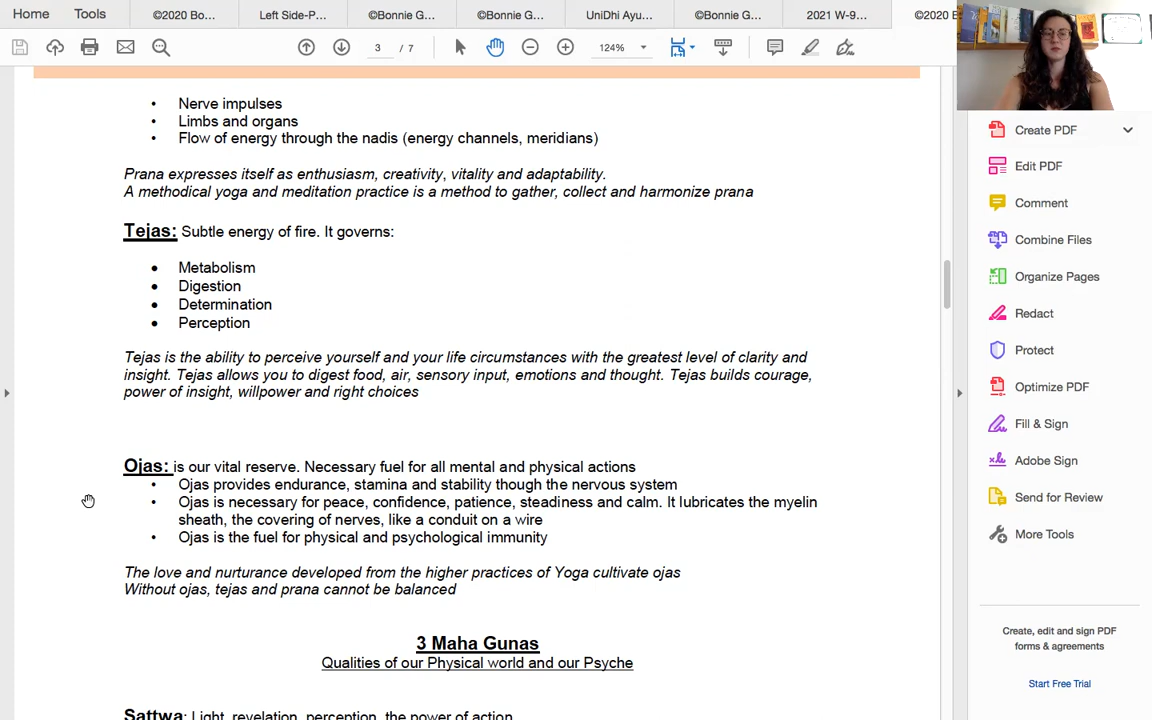 Home Tools ©2020 Bo... Left Side-P... ©Bonnie G... ©Bonnie G... UniDhi Ayu... ©Bonnie G... 2021 W-9... ©2020 B
3 / 7 124%
• Nerve impulses
• Limbs and organs
• Flow of energy through the nadis (energy channels, meridians)
Prana expresses itself as enthusiasm, creativity, vitality and adaptability.
A methodical yoga and meditation practice is a method to gather, collect and harmonize prana
Tejas: Subtle energy of fire. It governs:
• Metabolism
• Digestion
• Determination
• Perception
Tejas is the ability to perceive yourself and your life circumstances with the greatest level of clarity and
insight. Tejas allows you to digest food, air, sensory input, emotions and thought. Tejas builds courage,
power of insight, willpower and right choices
Ojas: is our vital reserve. Necessary fuel for all mental and physical actions
• Ojas provides endurance, stamina and stability though the nervous system
• Ojas is necessary for peace, confidence, patience, steadiness and calm. It lubricates the myelin
sheath, the covering of nerves, like a conduit on a wire
• Ojas is the fuel for physical and psychological immunity
The love and nurturance developed from the higher practices of Yoga cultivate ojas
Without ojas, tejas and prana cannot be balanced
3 Maha Gunas
Qualities of our Physical world and our Psyche
Sattwa: Light, revelation, perception, the power of action
Create PDF
Edit PDF
Comment
Combine Files
Organize Pages
Redact
Protect
Optimize PDF
Fill & Sign
Adobe Sign
Send for Review
More Tools
Create, edit and sign PDF
forms & agreements
Start Free Trial